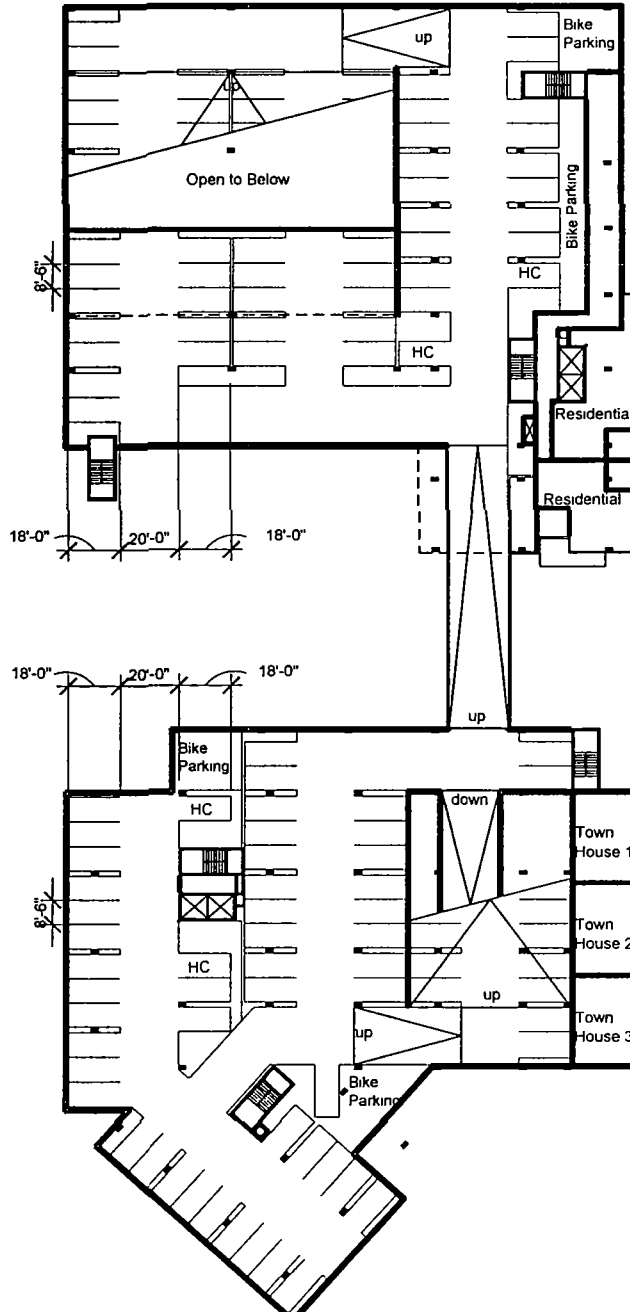 Bike
Parking
up
up
Open to Below
Bike Parking
8'-6"
HC
HC
Residentia
Residential
18'-0"
20'-0"
18'-0"
18'-0"
20'-0"
18'-0"
up
Bike
Parking
HC
down
Town
House 1
8'-6"
Town
House 2
HC
up
up
Town
House 3
Bike
Parking